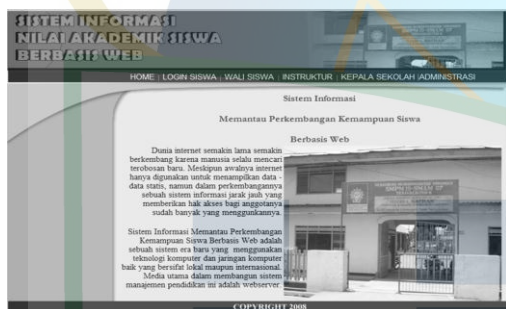 SISTEM INFORMASI
NILAI AKADEMIK SISWA
BERBASIS WEB
HOME | LOGIN SISWA | WALI SISWA | INSTRUKTUR | KEPALA SEKOLAH |ADMINISTRASI
Sistem Informasi
Memantau Perkembangan Kemampuan Siswa
Berbasis Web
Dunia internet semakin lama semakin
berkembang karena manusia selalu mencari
terobosan baru. Meskipun awalnya internet
hanya digunakan untuk menampilkan data -
data statis, namun dalam perkembangannya
sebuah sistem informasi jarak jauh yang
memberikan hak akses bagi anggotanya
sudah banyak yang menggunkannya.
Sistem Informasi Memantau Perkembangan
Kemampuan Siswa Berbasis Web adalah
sebuah sistem era baru yang menggunakan
teknologi komputer dan jaringan komputer
baik yang bersifat lokal maupun internasional.
Media utama dalam membangun sistem
manajemen pendidikan ini adalah webserver.
COPYRIGHT 2008